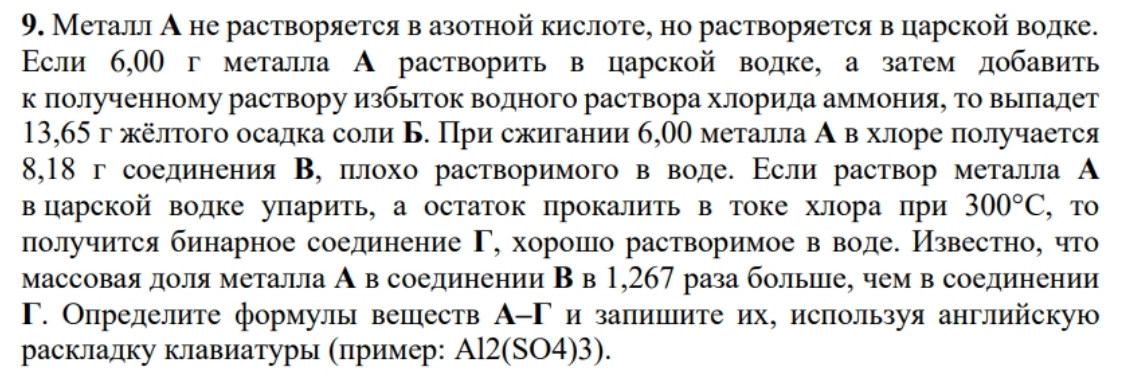 9. Металл А не растворяется в азотной кислоте, но растворяется в царской водке.
Если 6,00 г металла А растворить в царской водке, а затем добавить
к полученному раствору избыток водного раствора хлорида аммония, то выпадет
13,65 г жёлтого осадка соли Б. При сжигании 6,00 металла А в хлоре получается
8,18 г соединения В, плохо растворимого в воде. Если раствор металла А
в царской водке упарить, а остаток прокалить в токе хлора при 300°С, то
получится бинарное соединение Г, хорошо растворимое в воде. Известно, что
массовая доля металла А в соединении В в 1,267 раза больше, чем в соединении
Г. Определите формулы веществ А–Г и запишите их, используя английскую
раскладку клавиатуры (пример: Al2(SO4)3).